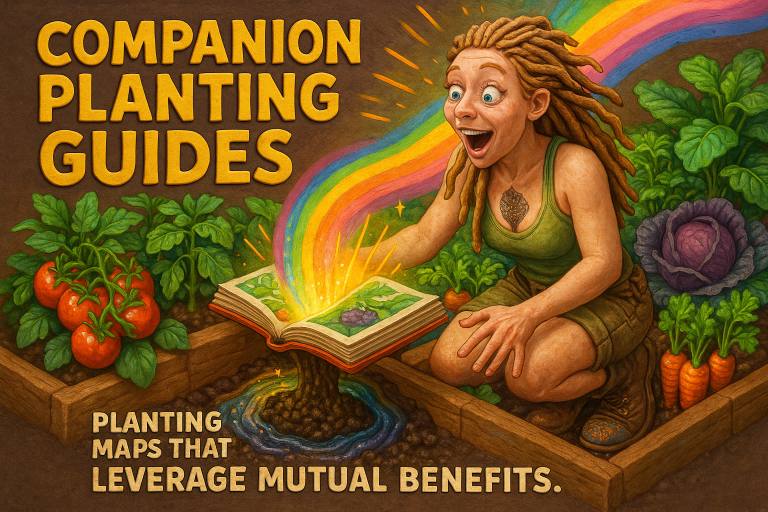 COMPANION
PLANTING
GUIDES
PLANTING
MAPS THAT
LEVERAGE MUTUAL BENEFITS.